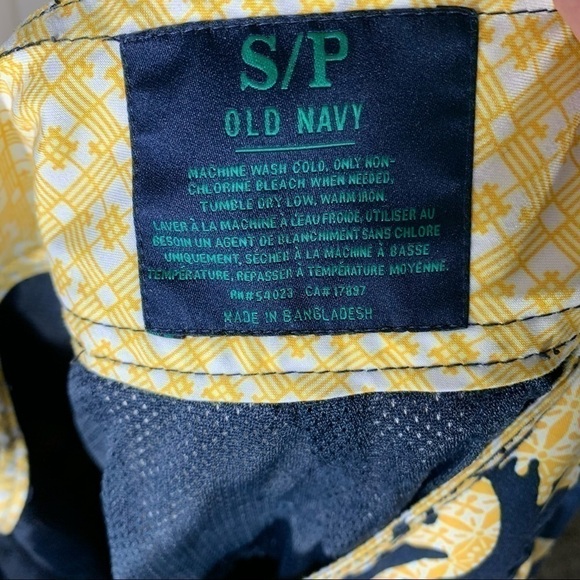 S/P
OLD NAVY
MACHINE WASH COLD, ONLY NON-
CHLORINE BLEACH WHEN NEEDED,
TUMBLE DRY LOW, WARM IRON.
LAVER À LA MACHINE À L'EAU FROIDE, UTILISER AU
BESOIN UN AGENT DE BLANCHIMENT SANS CHLORE
UNIQUEMENT, SÉCHER À LA MACHINE À BASSE
TEMPÉRATURE, REPASSER À TEMPÉRATURE MOYENNE.
RN#54023 CA#17897
MADE IN BANGLADESH